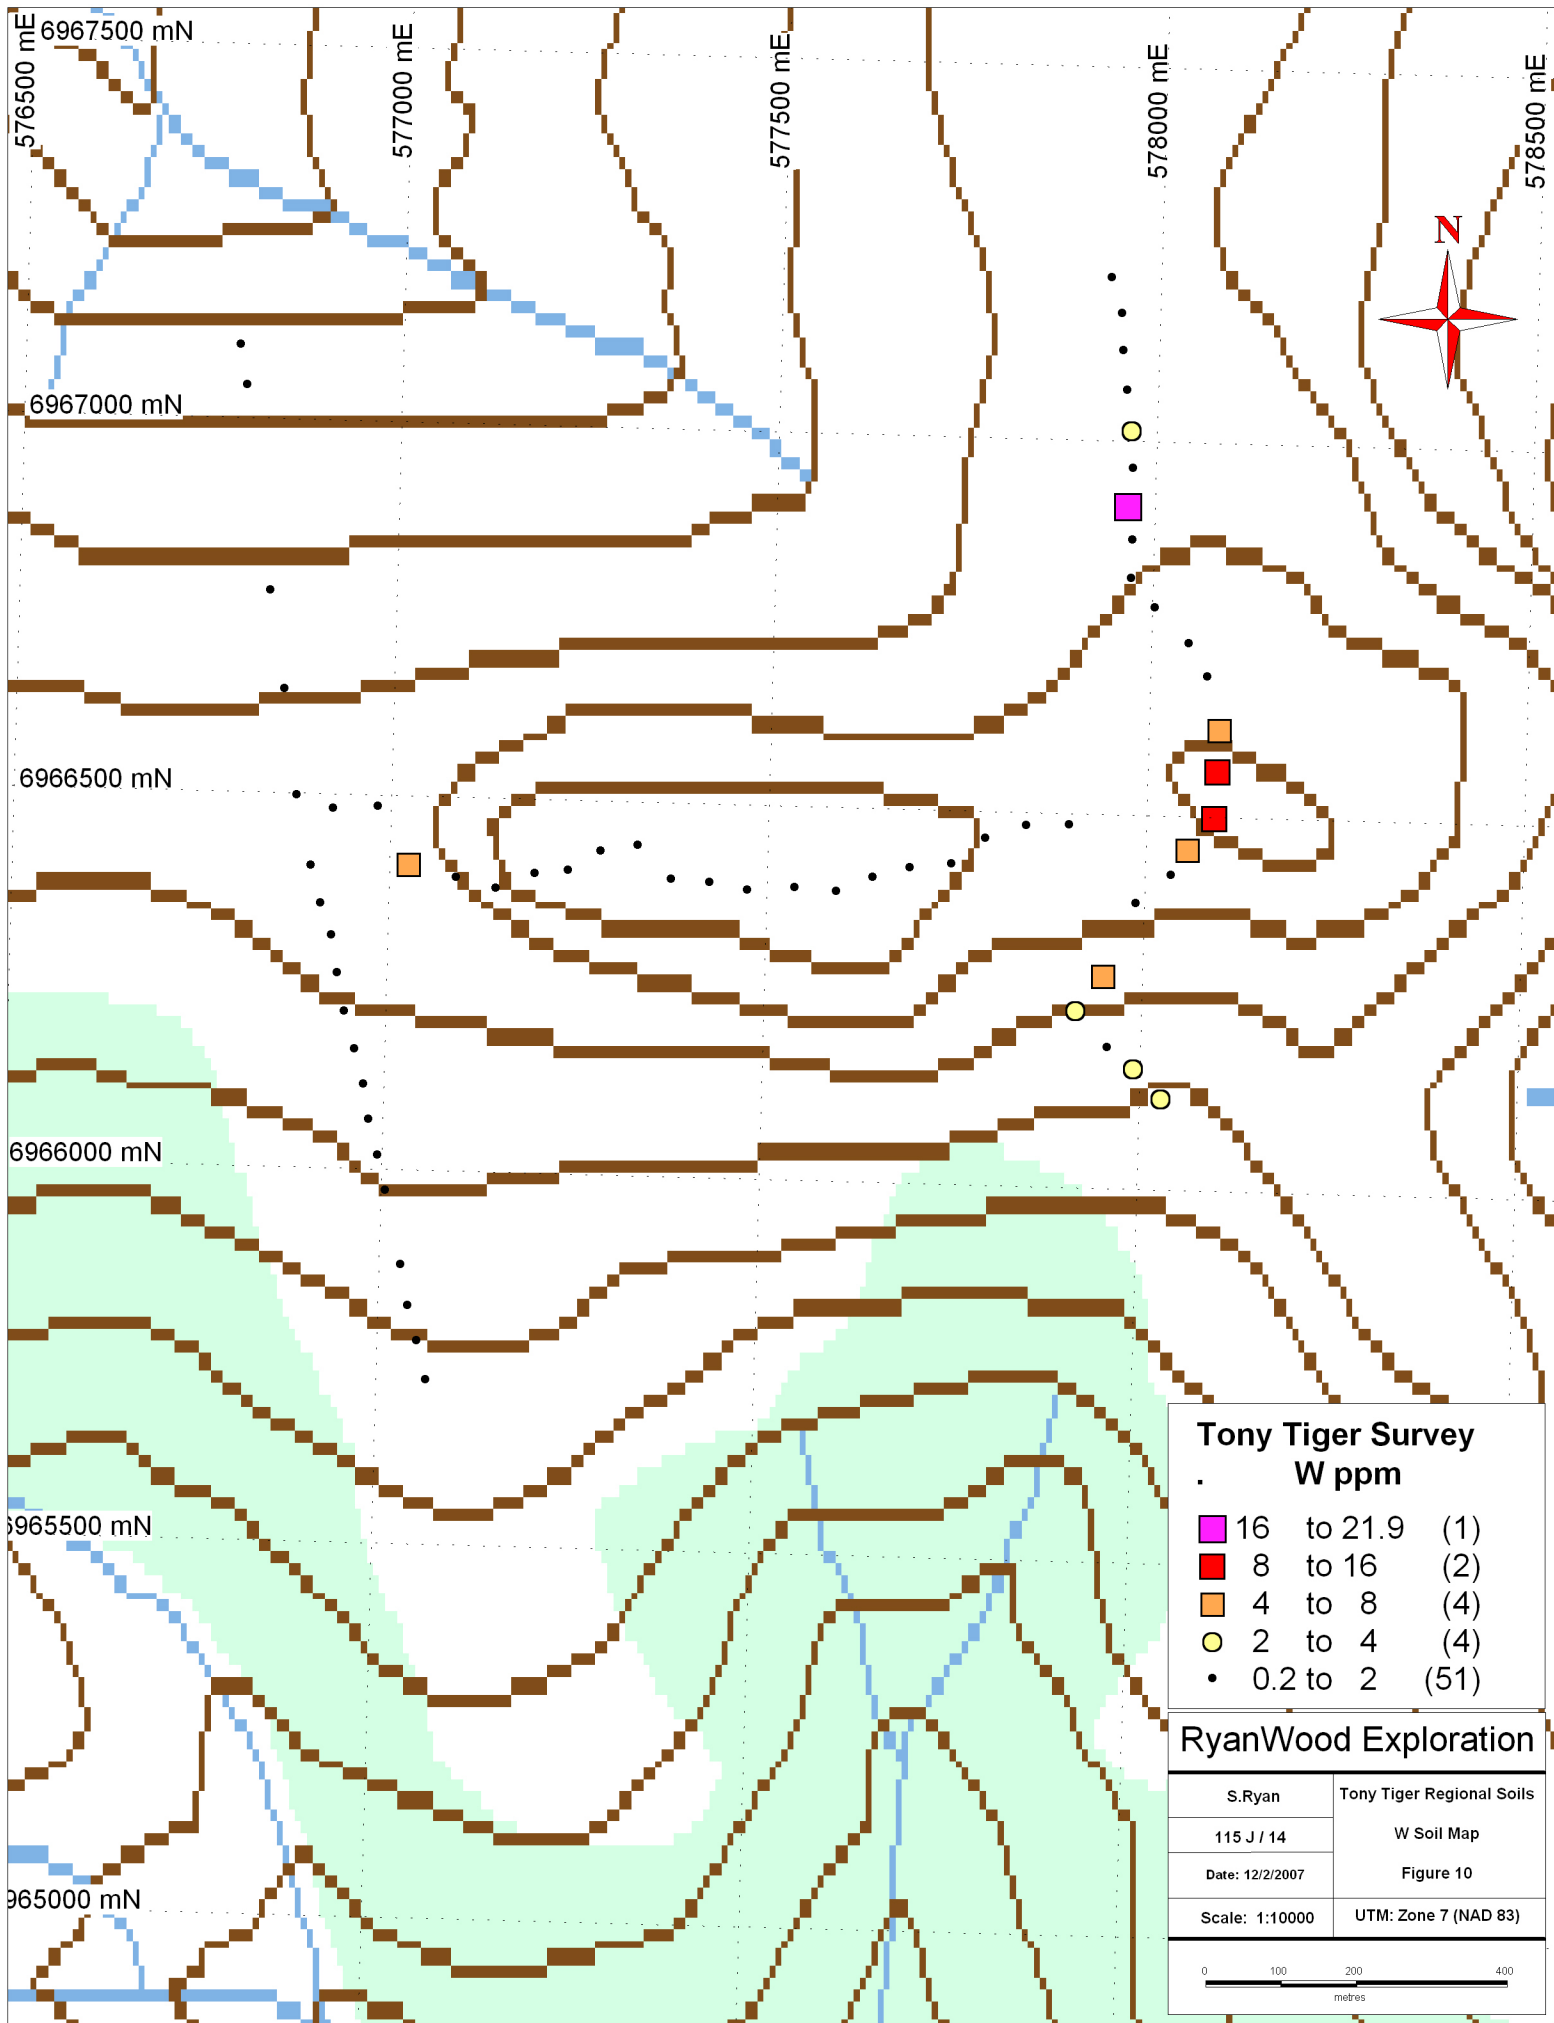 6967500 mN
576500 mE
577000 mE
577500 mE
578000 mE
578500 mE
N
6967000 mN
6966500 mN
6966000 mN
6965500 mN
965000 mN
Tony Tiger Survey
W ppm
16 to 21.9 (1)
8 to 16 (2)
4 to 8 (4)
2 to 4 (4)
0.2 to 2 (51)
RyanWood Exploration
S.Ryan
115 J / 14
Date: 12/2/2007
Scale: 1:10000
Tony Tiger Regional Soils
W Soil Map
Figure 10
UTM: Zone 7 (NAD 83)
0 100 200 400
metres